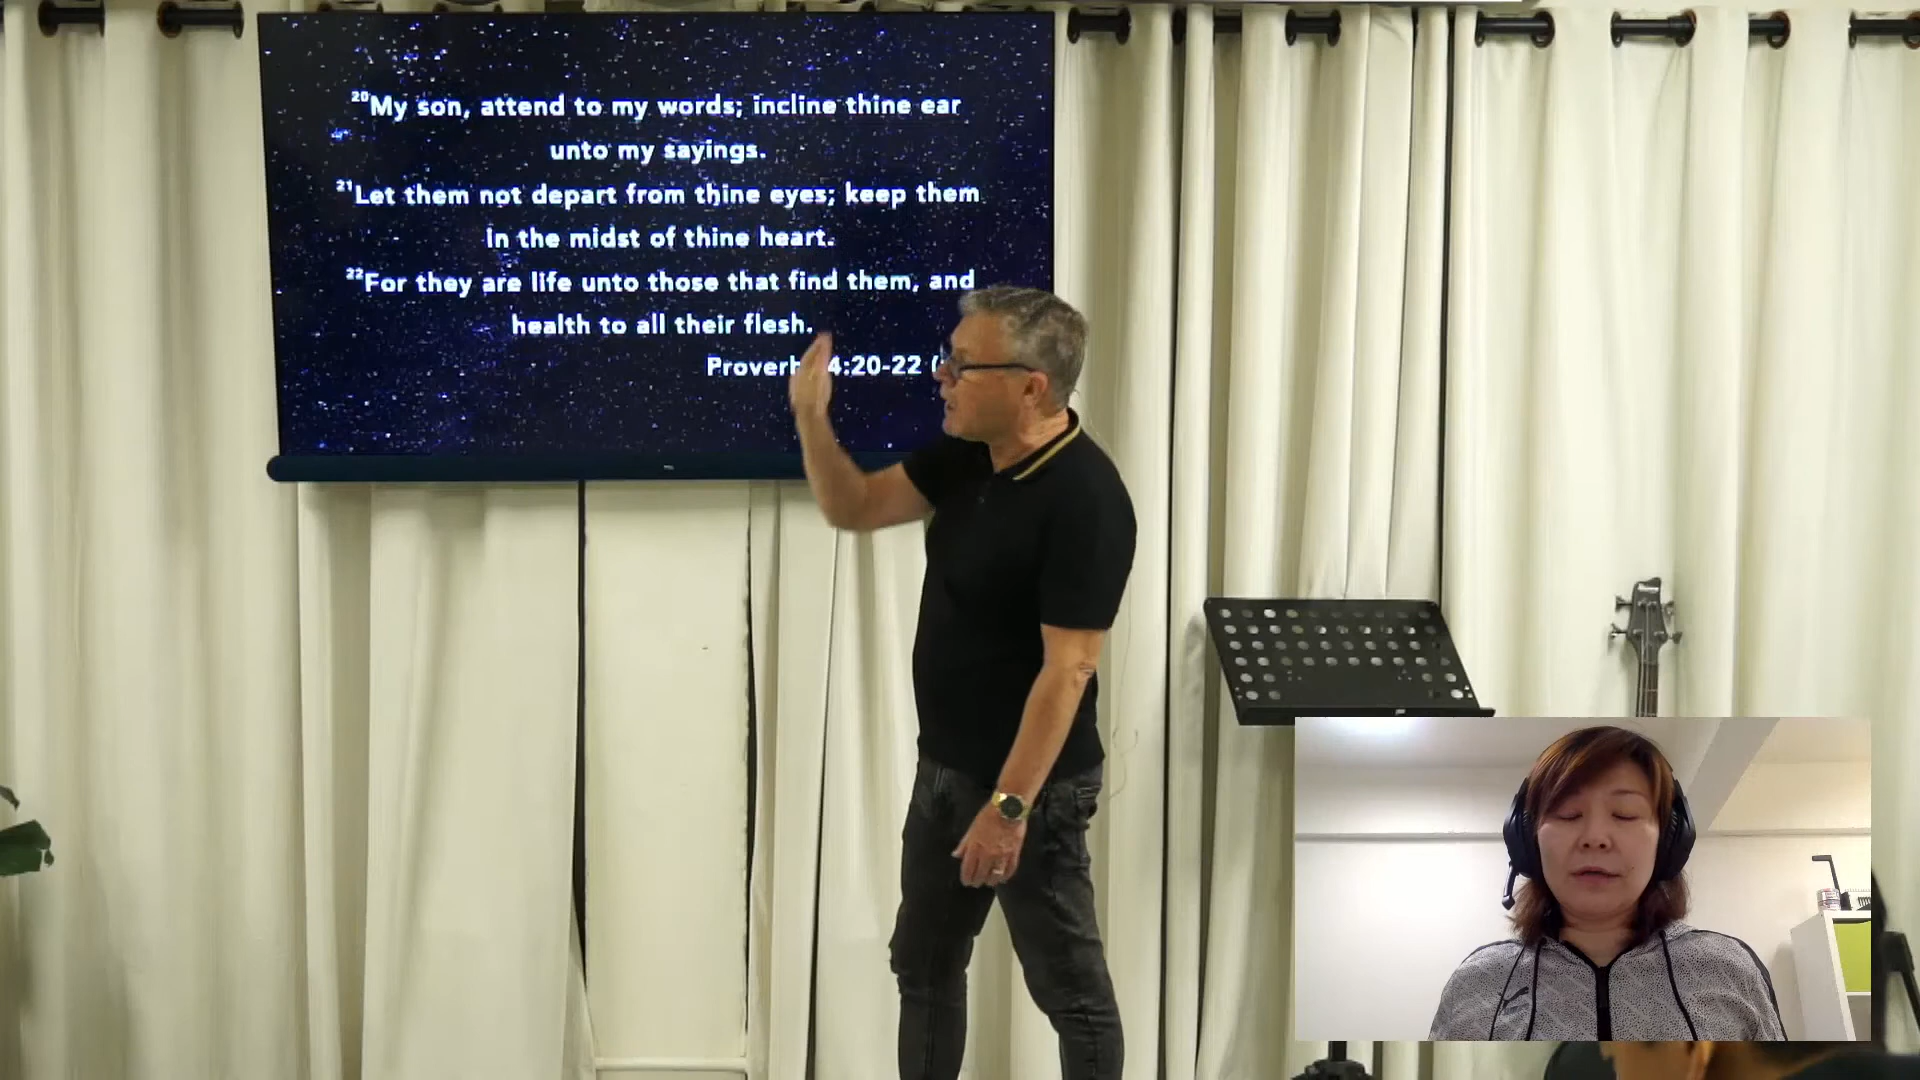 ²⁰My son, attend to my words; incline thine ear
unto my sayings.
²¹Let them not depart from thine eyes; keep them
in the midst of thine heart.
²²For they are life unto those that find them, and
health to all their flesh.
4:20-22